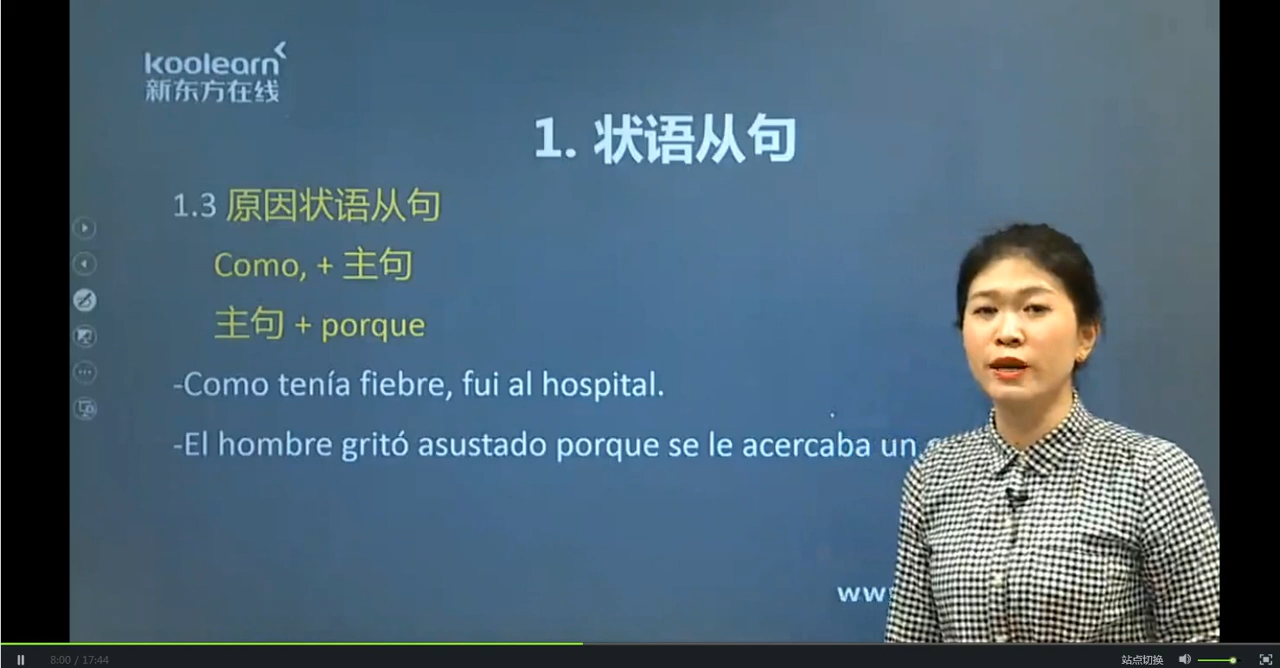 koolearn
新东方在线
1. 状语从句
1.3 原因状语从句
Como, + 主句
主句 + porque
-Como tenía fiebre, fui al hospital.
-El hombre gritó asustado porque se le acercaba un
8:00 / 17:44
站点切换